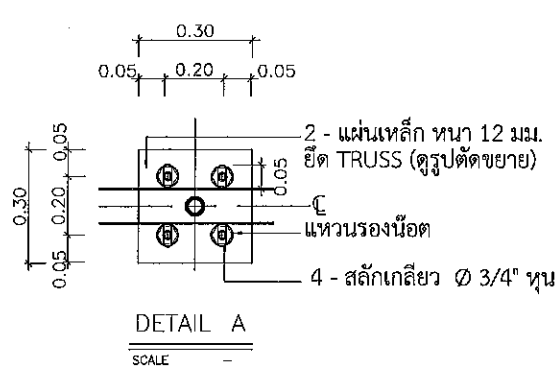 0.30
0.05 0.20 0.05
0.05
0.20
0.05
0.30
0.05
2 - แผ่นเหล็ก หนา 12 มม.
ยึด TRUSS (ดูรูปตัดขยาย)
℄
แหวนรองน๊อต
4 - สลักเกลียว Ø 3/4" หุน
DETAIL A
SCALE -